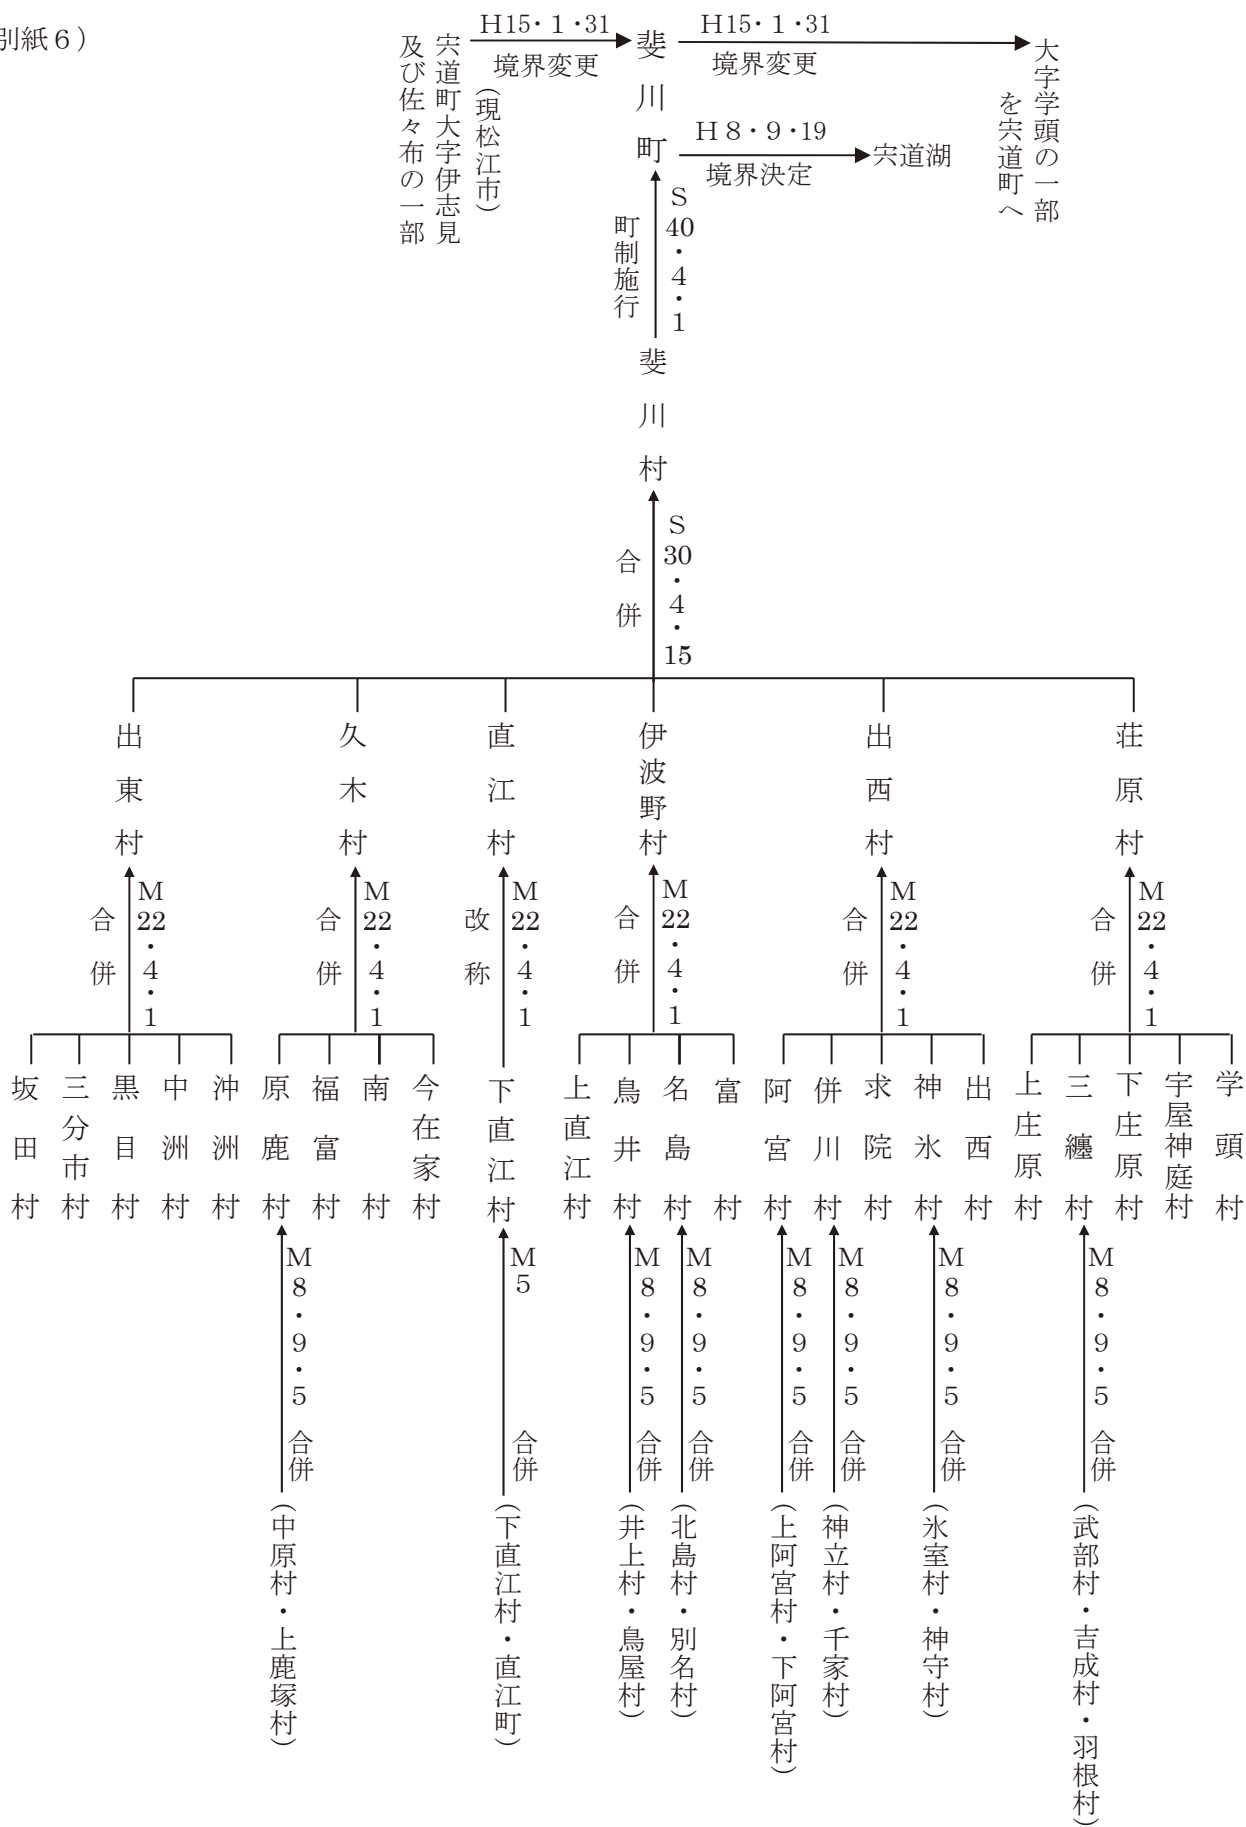 別紙６）
H15・１・31
境界変更
宍道町大字伊志見
及び佐々布の一部
（現松江市）
斐川町
H15・１・31
境界変更
大字学頭の一部
を宍道町へ
H８・９・19
境界決定
宍道湖
S40・４・１
町制施行
斐川村
S30・４・15
合併
出東村
久木村
直江村
伊波野村
出西村
荘原村
合併
M22・４・１
合併
M22・４・１
改称
M22・４・１
合併
M22・４・１
合併
M22・４・１
合併
M22・４・１
坂田村
三分市村
黒目村
中洲村
沖洲村
原鹿村
福富村
南村
今在家村
下直江村
上直江村
鳥井村
名島村
富村
阿宮村
併川村
求院村
神氷村
出西村
上庄原村
三纏村
下庄原村
宇屋神庭村
学頭村
M８・９・５合併
（中原村・上鹿塚村）
M５合併
（下直江村・直江町）
M８・９・５合併
（井上村・鳥屋村）
M８・９・５合併
（北島村・別名村）
M８・９・５合併
（上阿宮村・下阿宮村）
M８・９・５合併
（神立村・千家村）
M８・９・５合併
（氷室村・神守村）
M８・９・５合併
（武部村・吉成村・羽根村）